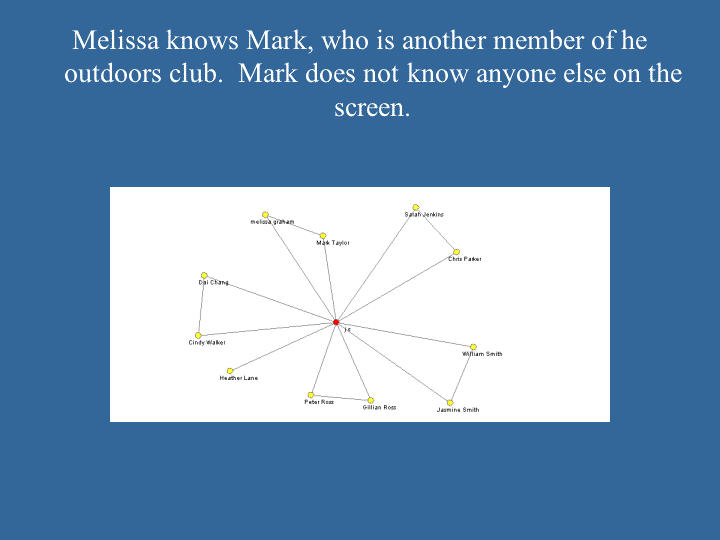 Melissa knows Mark, who is another member of he
outdoors club.  Mark does not know anyone else on the
screen.
Sarah Jenkins
melissa graham
Mark Taylor
Chris Parker
Dai Chang
Cindy Walker
William Smith
Heather Lane
Peter Ross
Gillian Ross
Jasmine Smith